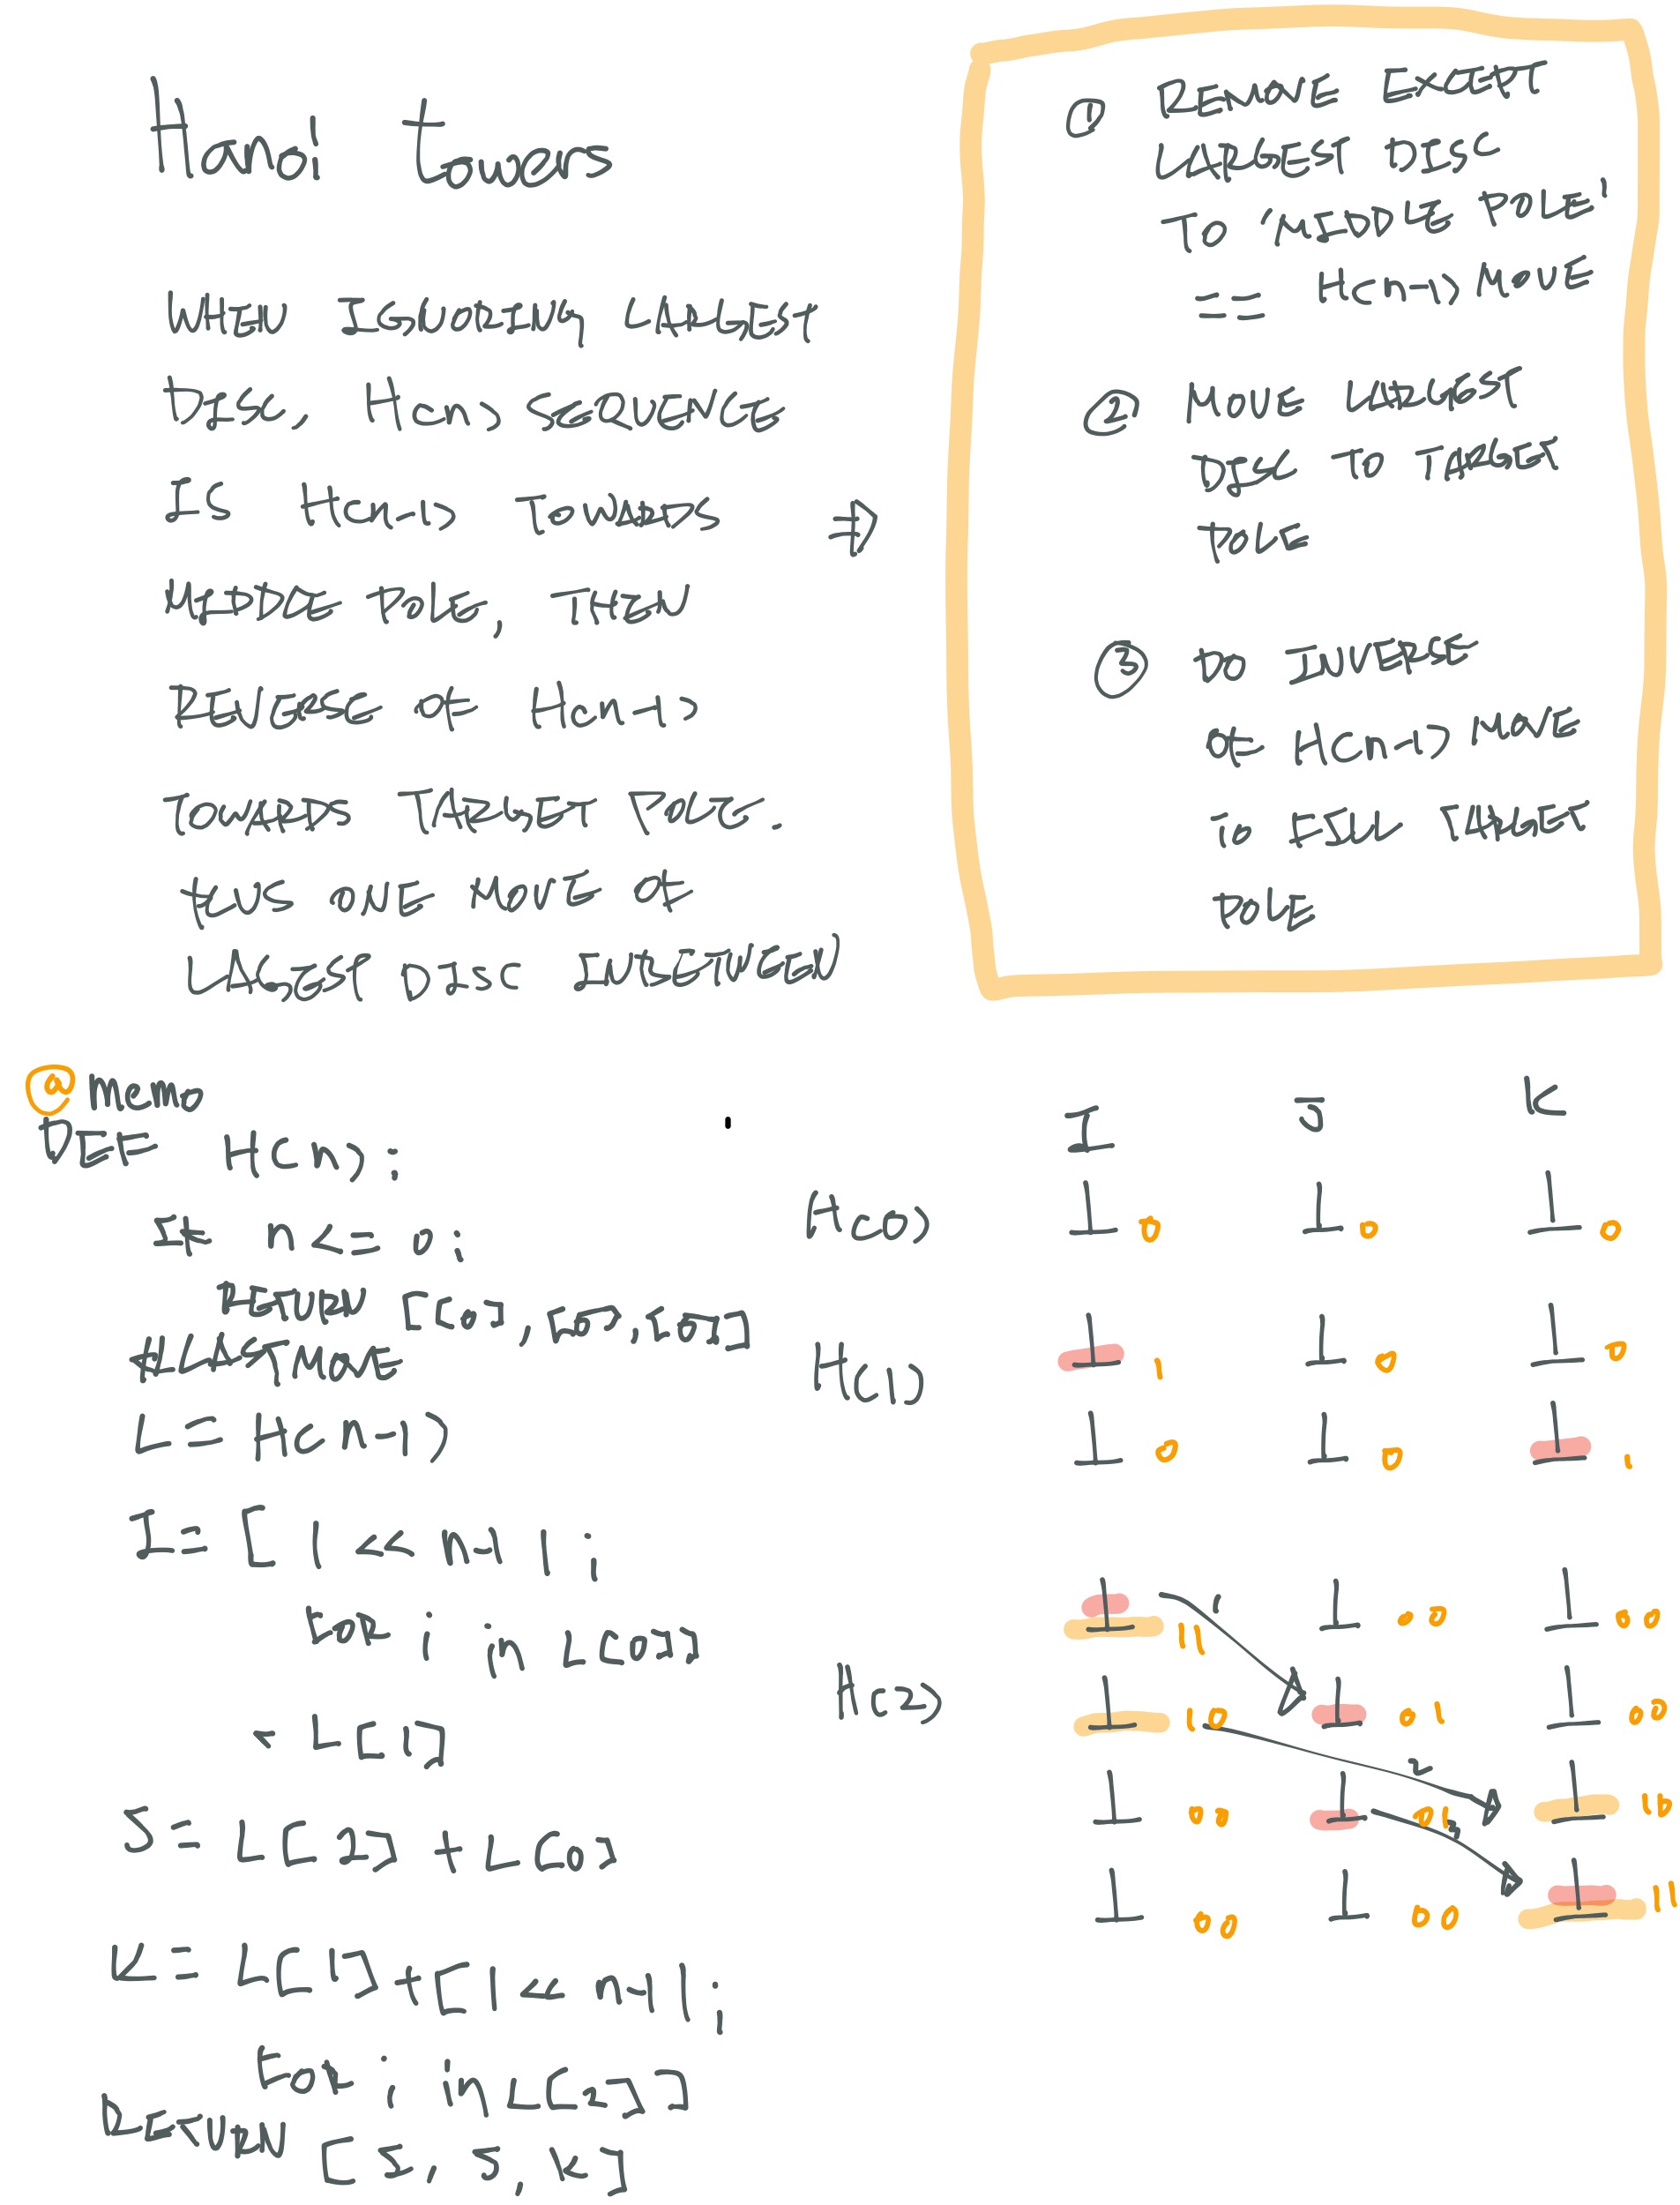 Hanoi towers
WHEN IGNORING LARGEST
DISC, H(n) SEQUENCE
IS H(n-1) TOWARDS
MIDDLE POLE, THEN
REVERSE OF H(n-1)
TOWARDS TARGET POLE.
PLUS ONE MOVE OF
LARGEST DISC INBETWEEN
⇒
① REMOVE EXCEPT
LARGEST DISC
TO 'MIDDLE POLE'
== H(n-1) MOVE
② MOVE LARGEST
DISC TO TARGET
POLE
③ DO INVERSE
OF H(n-1) MOVE
TO FILL TARGET
POLE
@memo
DEF H(n):
IF n <= 0:
RETURN [[0],[0],[0]]
#LAST MOVE
L = H(n-1)
I = [1 << n-1 | i
FOR i in L[0]]
+ L[1]
J = L[2] + L[0]
K = L[1] + [1 << n-1 | i
FOR i in L[2]]
RETURN [I, J, K]
I J K
H(0) 0 0 0
H(1) 1 0 0
0 0 1
11 00 00
H(2) 10 01 00
00 01 10
00 00 11
1
2
3